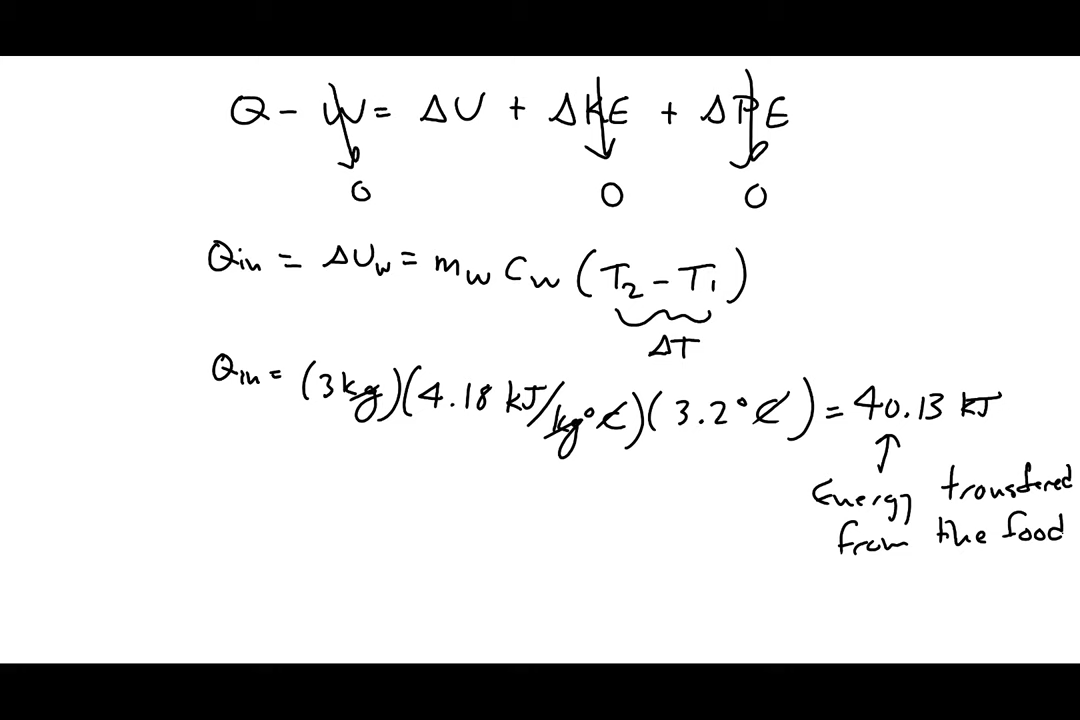 Q - W = ΔU + ΔKE + ΔPE
0 0 0
Qin = ΔUw = mw Cw (T2 - T1)
ΔT
Qin = (3kg)(4.18 kJ/kg°C)(3.2°C) = 40.13 kJ
Energy transfered
from the food